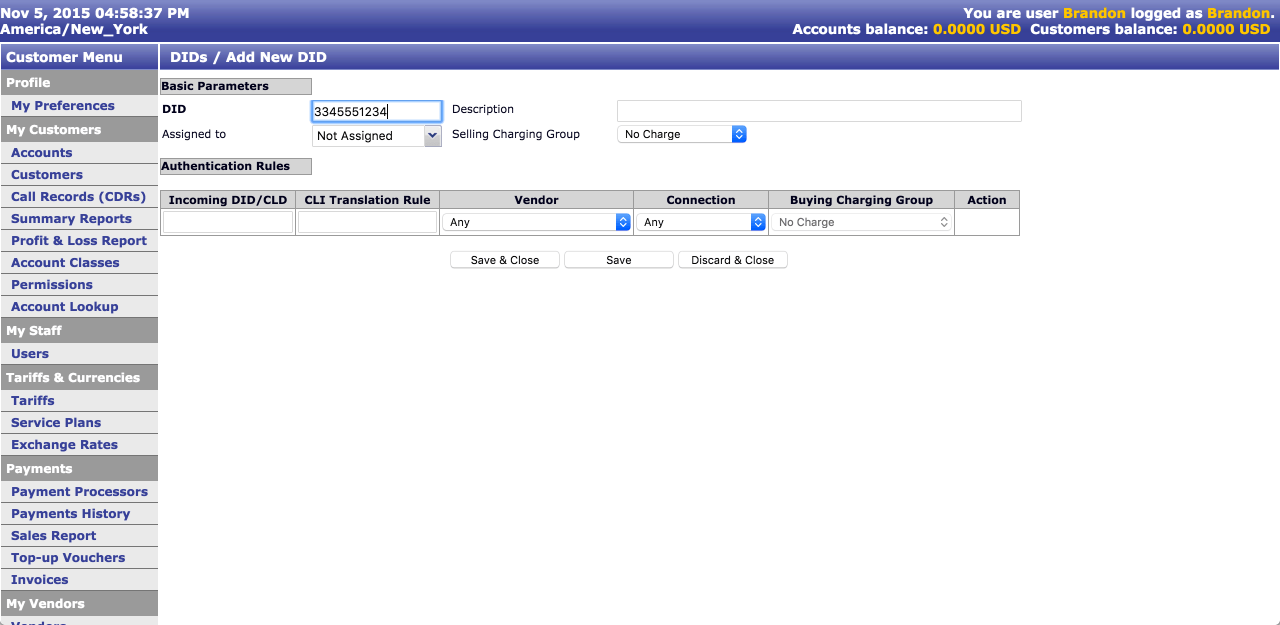 Nov 5, 2015 04:58:37 PM
America/New_York
You are user Brandon logged as Brandon.
Accounts balance: 0.0000 USD Customers balance: 0.0000 USD
Customer Menu
Profile
My Preferences
My Customers
Accounts
Customers
Call Records (CDRs)
Summary Reports
Profit & Loss Report
Account Classes
Permissions
Account Lookup
My Staff
Users
Tariffs & Currencies
Tariffs
Service Plans
Exchange Rates
Payments
Payment Processors
Payments History
Sales Report
Top-up Vouchers
Invoices
My Vendors
Vendors
DIDs / Add New DID
Basic Parameters
DID 3345551234 Description
Assigned to Not Assigned Selling Charging Group No Charge
Authentication Rules
Incoming DID/CLD CLI Translation Rule Vendor Connection Buying Charging Group Action
Any Any No Charge
Save & Close Save Discard & Close